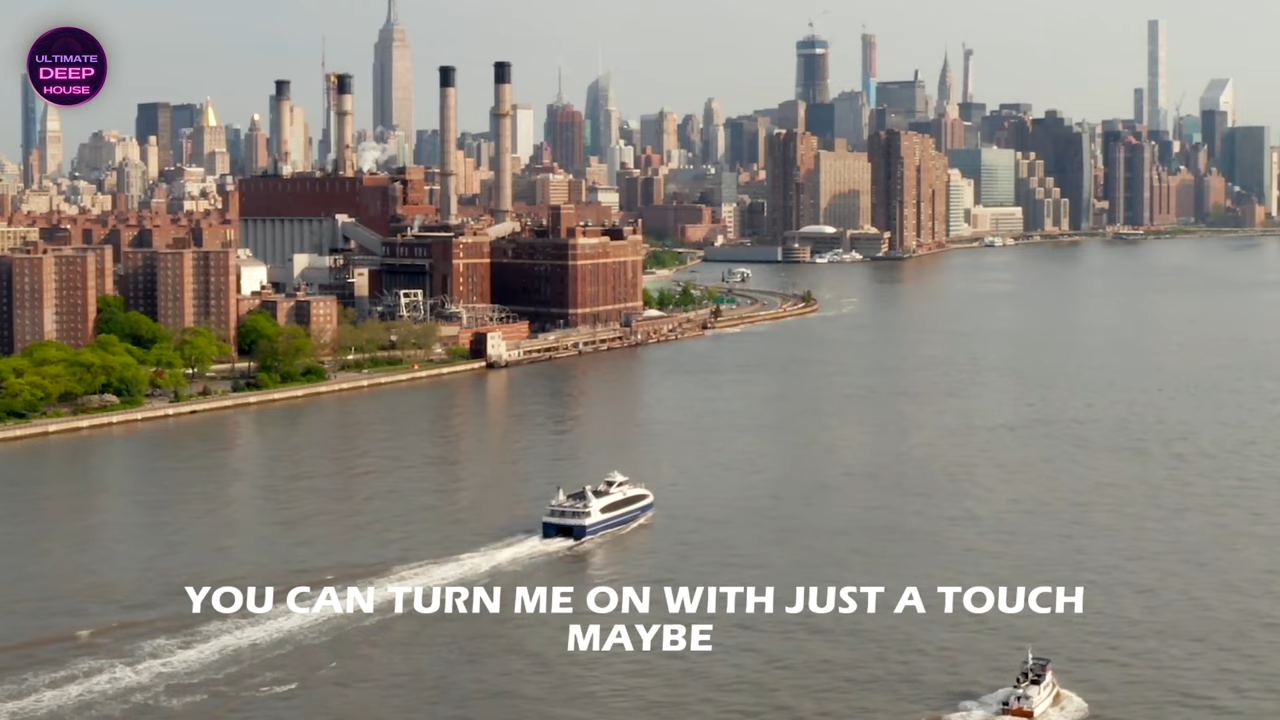 ULTIMATE
DEEP
HOUSE
YOU CAN TURN ME ON WITH JUST A TOUCH
MAYBE